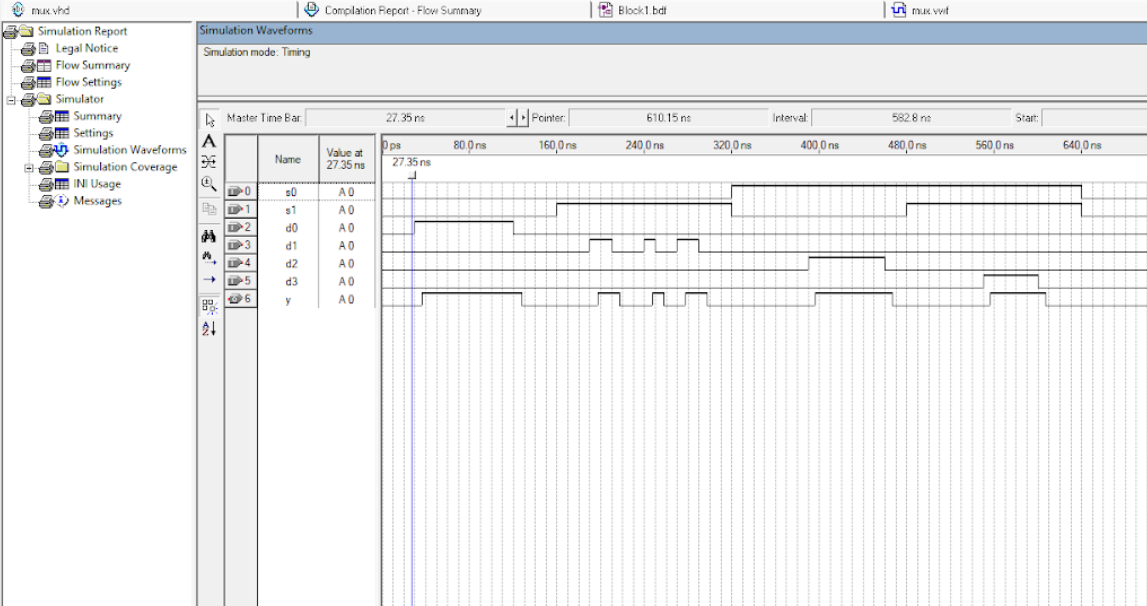 mux.vhd
Compilation Report - Flow Summary
Block1.bdf
mux.vwf
Simulation Report
Legal Notice
Flow Summary
Flow Settings
Simulator
Summary
Settings
Simulation Waveforms
Simulation Coverage
INI Usage
Messages
Simulation Waveforms
Simulation mode: Timing
Master Time Bar: 27.35 ns Pointer: 610.15 ns Interval: 582.8 ns Start:
Name Value at 27.35 ns
0 ps 80.0 ns 160.0 ns 240.0 ns 320.0 ns 400.0 ns 480.0 ns 560.0 ns 640.0 ns
27.35 ns
0 s0 A 0
1 s1 A 0
2 d0 A 0
3 d1 A 0
4 d2 A 0
5 d3 A 0
6 y A 0